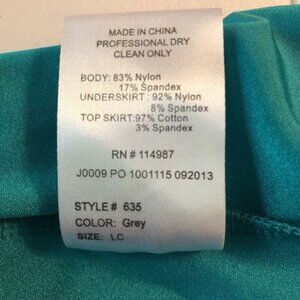 MADE IN CHINA
PROFESSIONAL DRY
CLEAN ONLY
BODY: 83% Nylon
17% Spandex
UNDERSKIRT: 92% Nylon
8% Spandex
TOP SKIRT:97% Cotton
3% Spandex
RN # 114987
J0009 PO 1001115 092013
STYLE # 635
COLOR: Grey
SIZE: LC